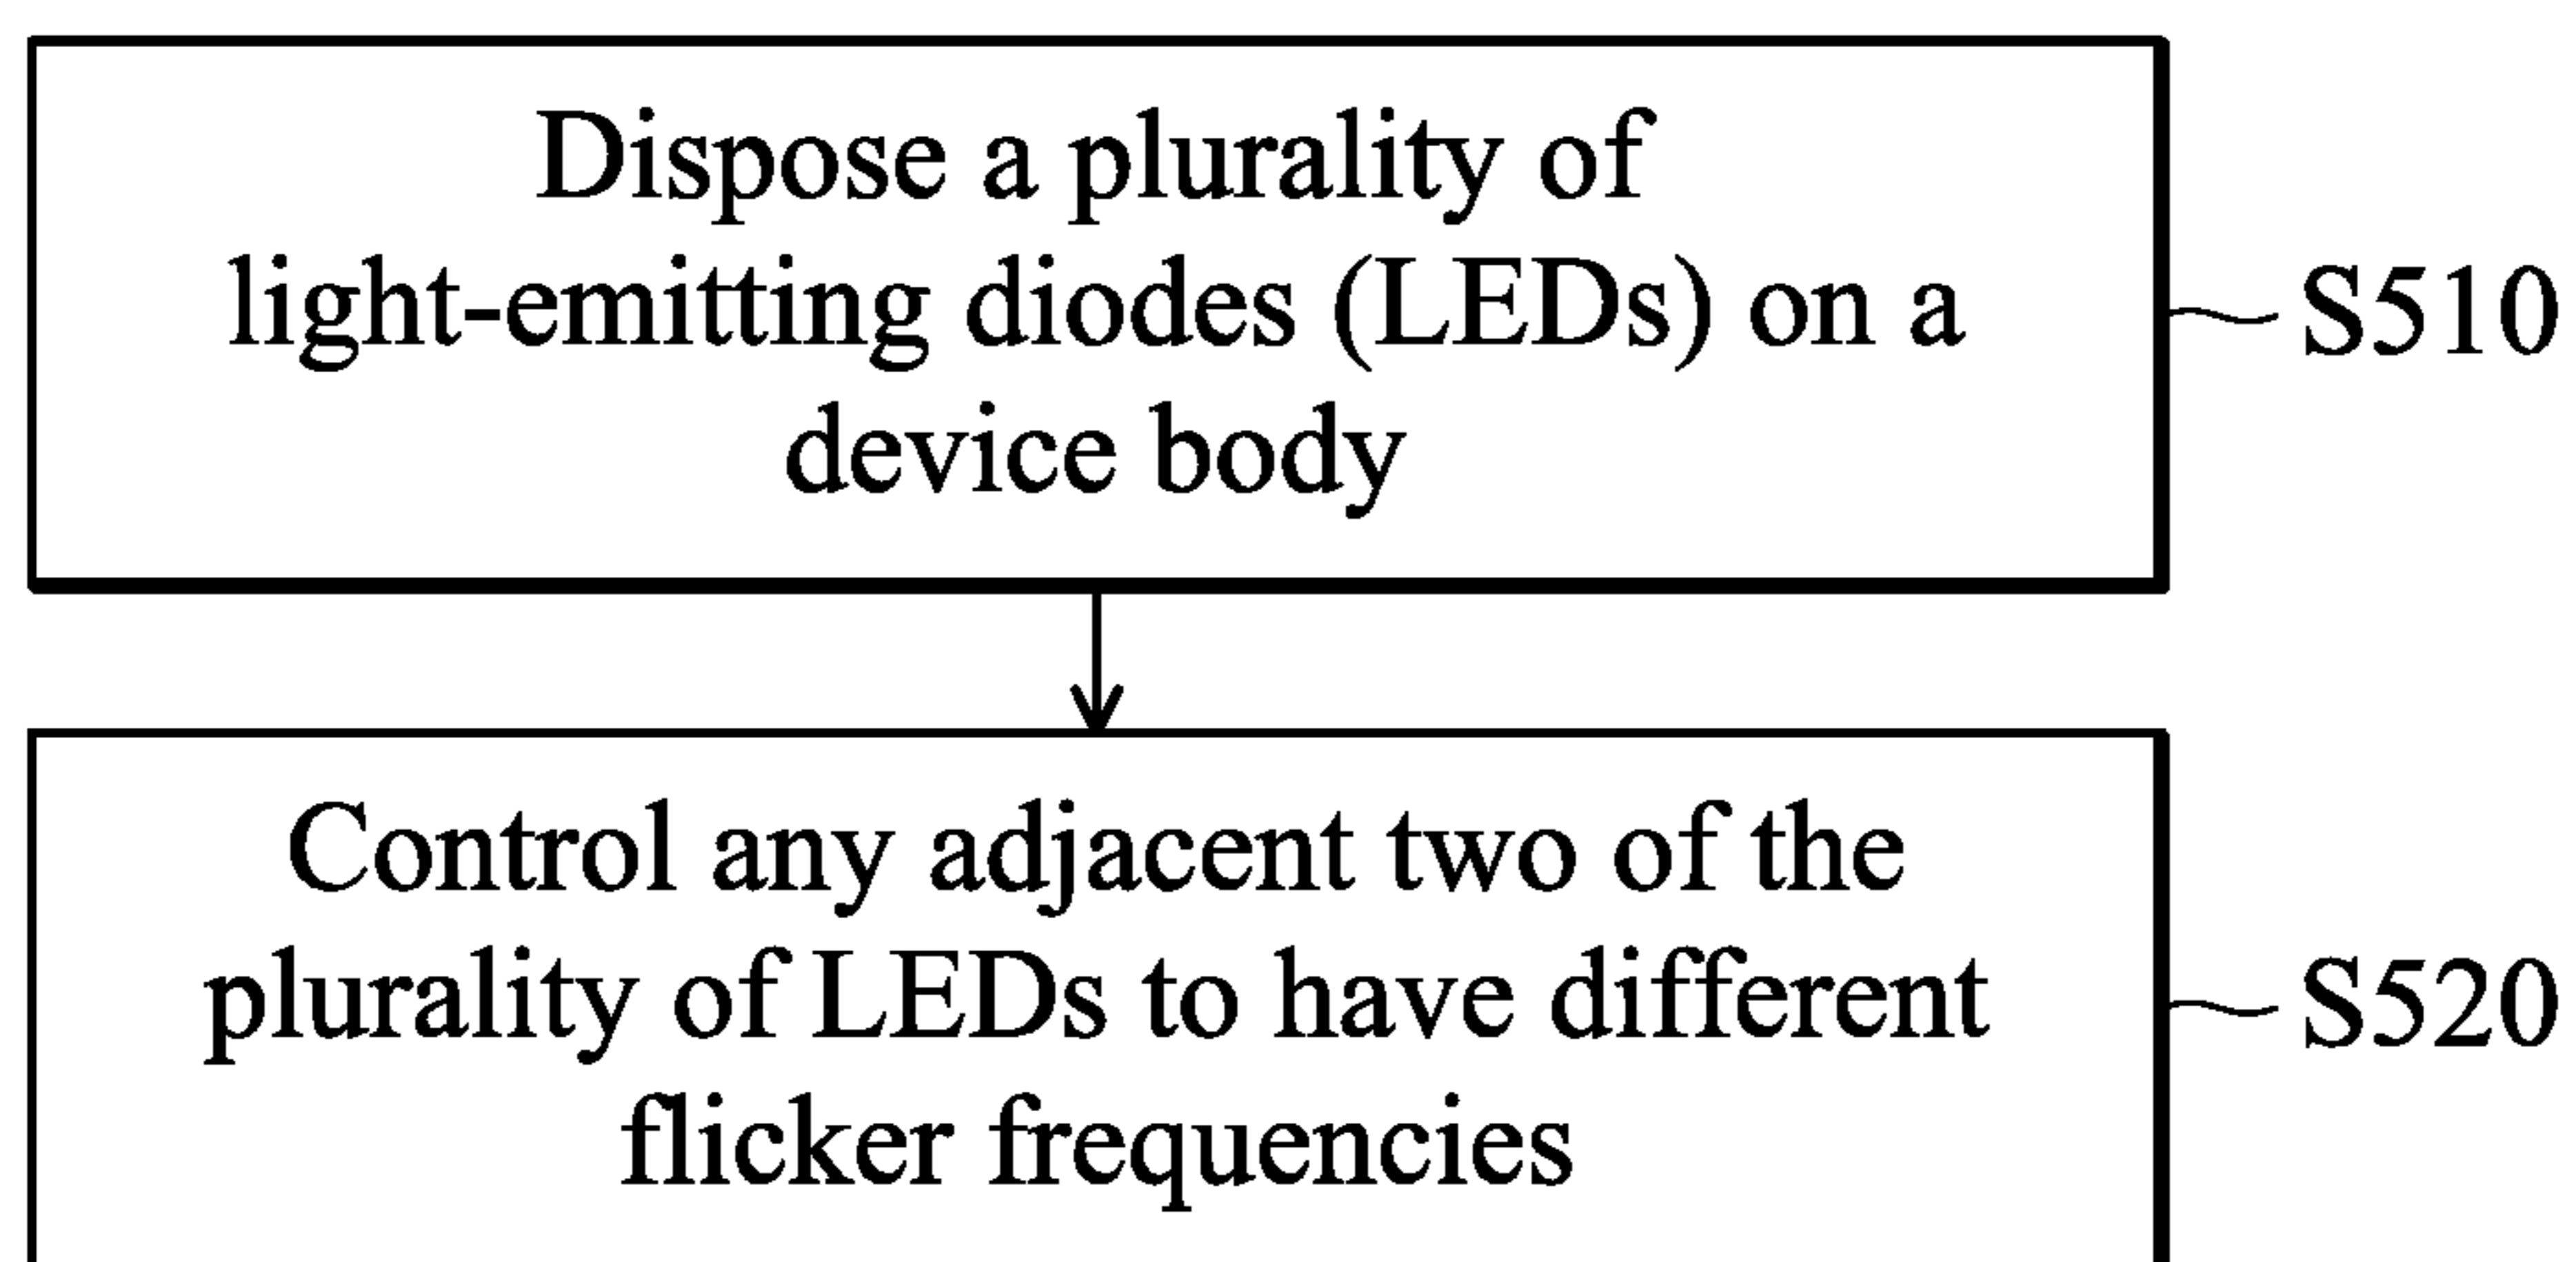 Dispose a plurality of
light-emitting diodes (LEDs) on a
device body
S510
Control any adjacent two of the
plurality of LEDs to have different
flicker frequencies
S520